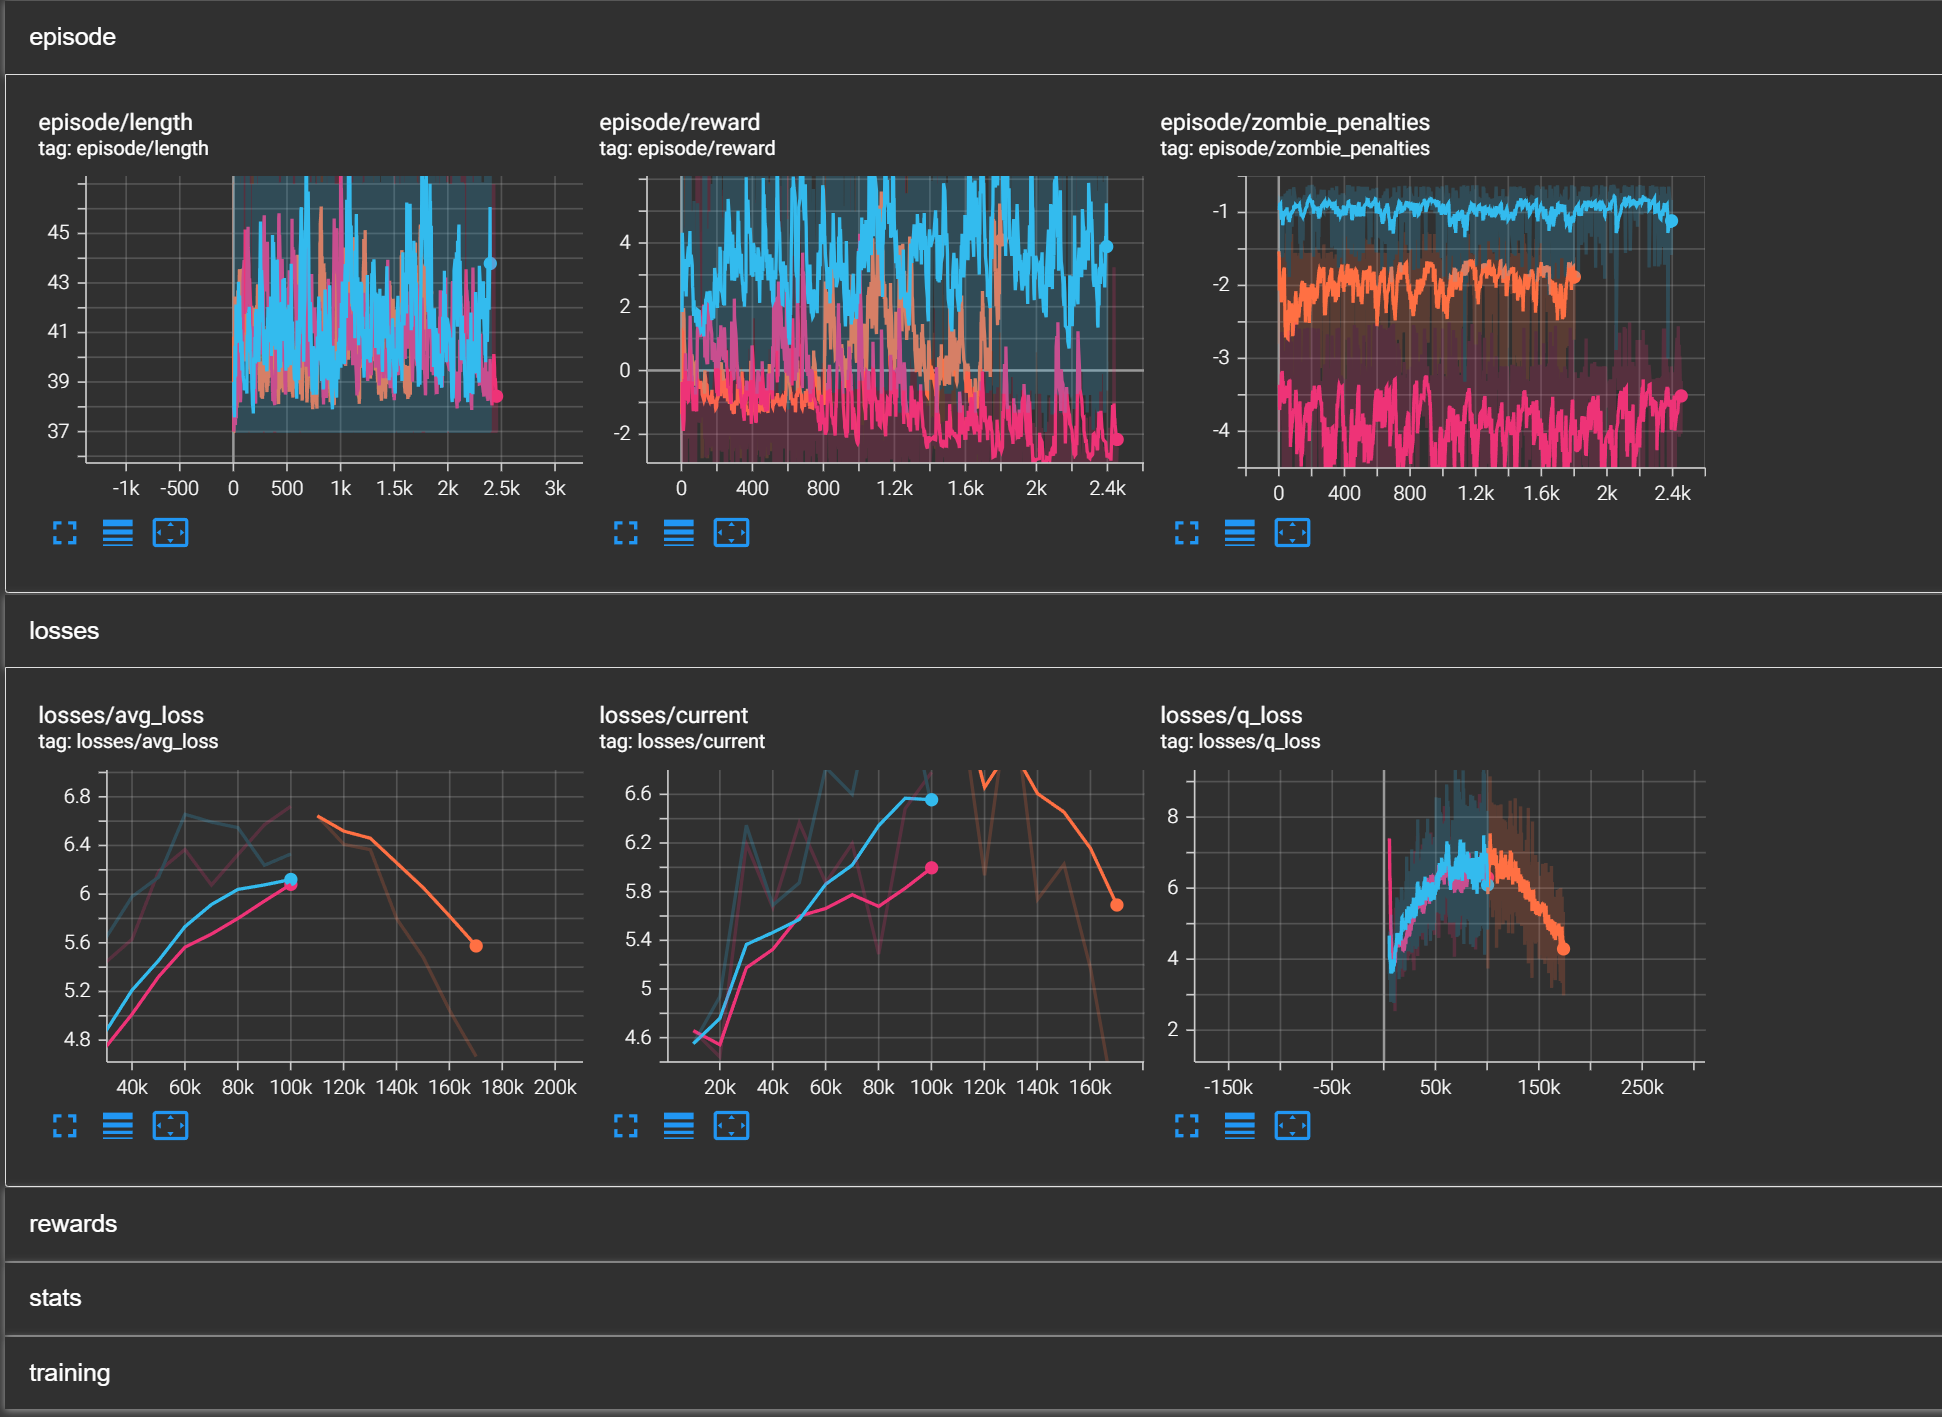 episode
episode/length
tag: episode/length
45
43
41
39
37
-1k -500 0 500 1k 1.5k 2k 2.5k 3k
episode/reward
tag: episode/reward
4
2
0
-2
0 400 800 1.2k 1.6k 2k 2.4k
episode/zombie_penalties
tag: episode/zombie_penalties
-1
-2
-3
-4
0 400 800 1.2k 1.6k 2k 2.4k
losses
losses/avg_loss
tag: losses/avg_loss
6.8
6.4
6
5.6
5.2
4.8
40k 60k 80k 100k 120k 140k 160k 180k 200k
losses/current
tag: losses/current
6.6
6.2
5.8
5.4
5
4.6
20k 40k 60k 80k 100k 120k 140k 160k
losses/q_loss
tag: losses/q_loss
8
6
4
2
-150k -50k 50k 150k 250k
rewards
stats
training